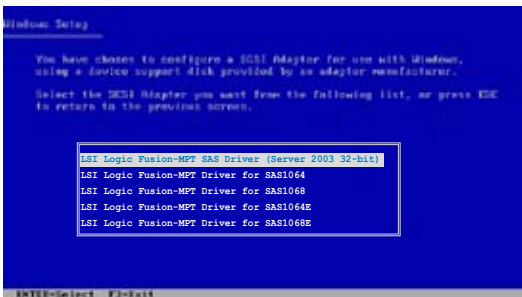 Windows Setup
You have chosen to configure a SCSI Adapter for use with Windows,
using a device support disk provided by an adapter manufacturer.
Select the SCSI Adapter you want from the following list, or press ESC
to return to the previous screen.
LSI Logic Fusion-MPT SAS Driver (Server 2003 32-bit)
LSI Logic Fusion-MPT Driver for SAS1064
LSI Logic Fusion-MPT Driver for SAS1068
LSI Logic Fusion-MPT Driver for SAS1064E
LSI Logic Fusion-MPT Driver for SAS1068E
ENTER=Select F3=Exit